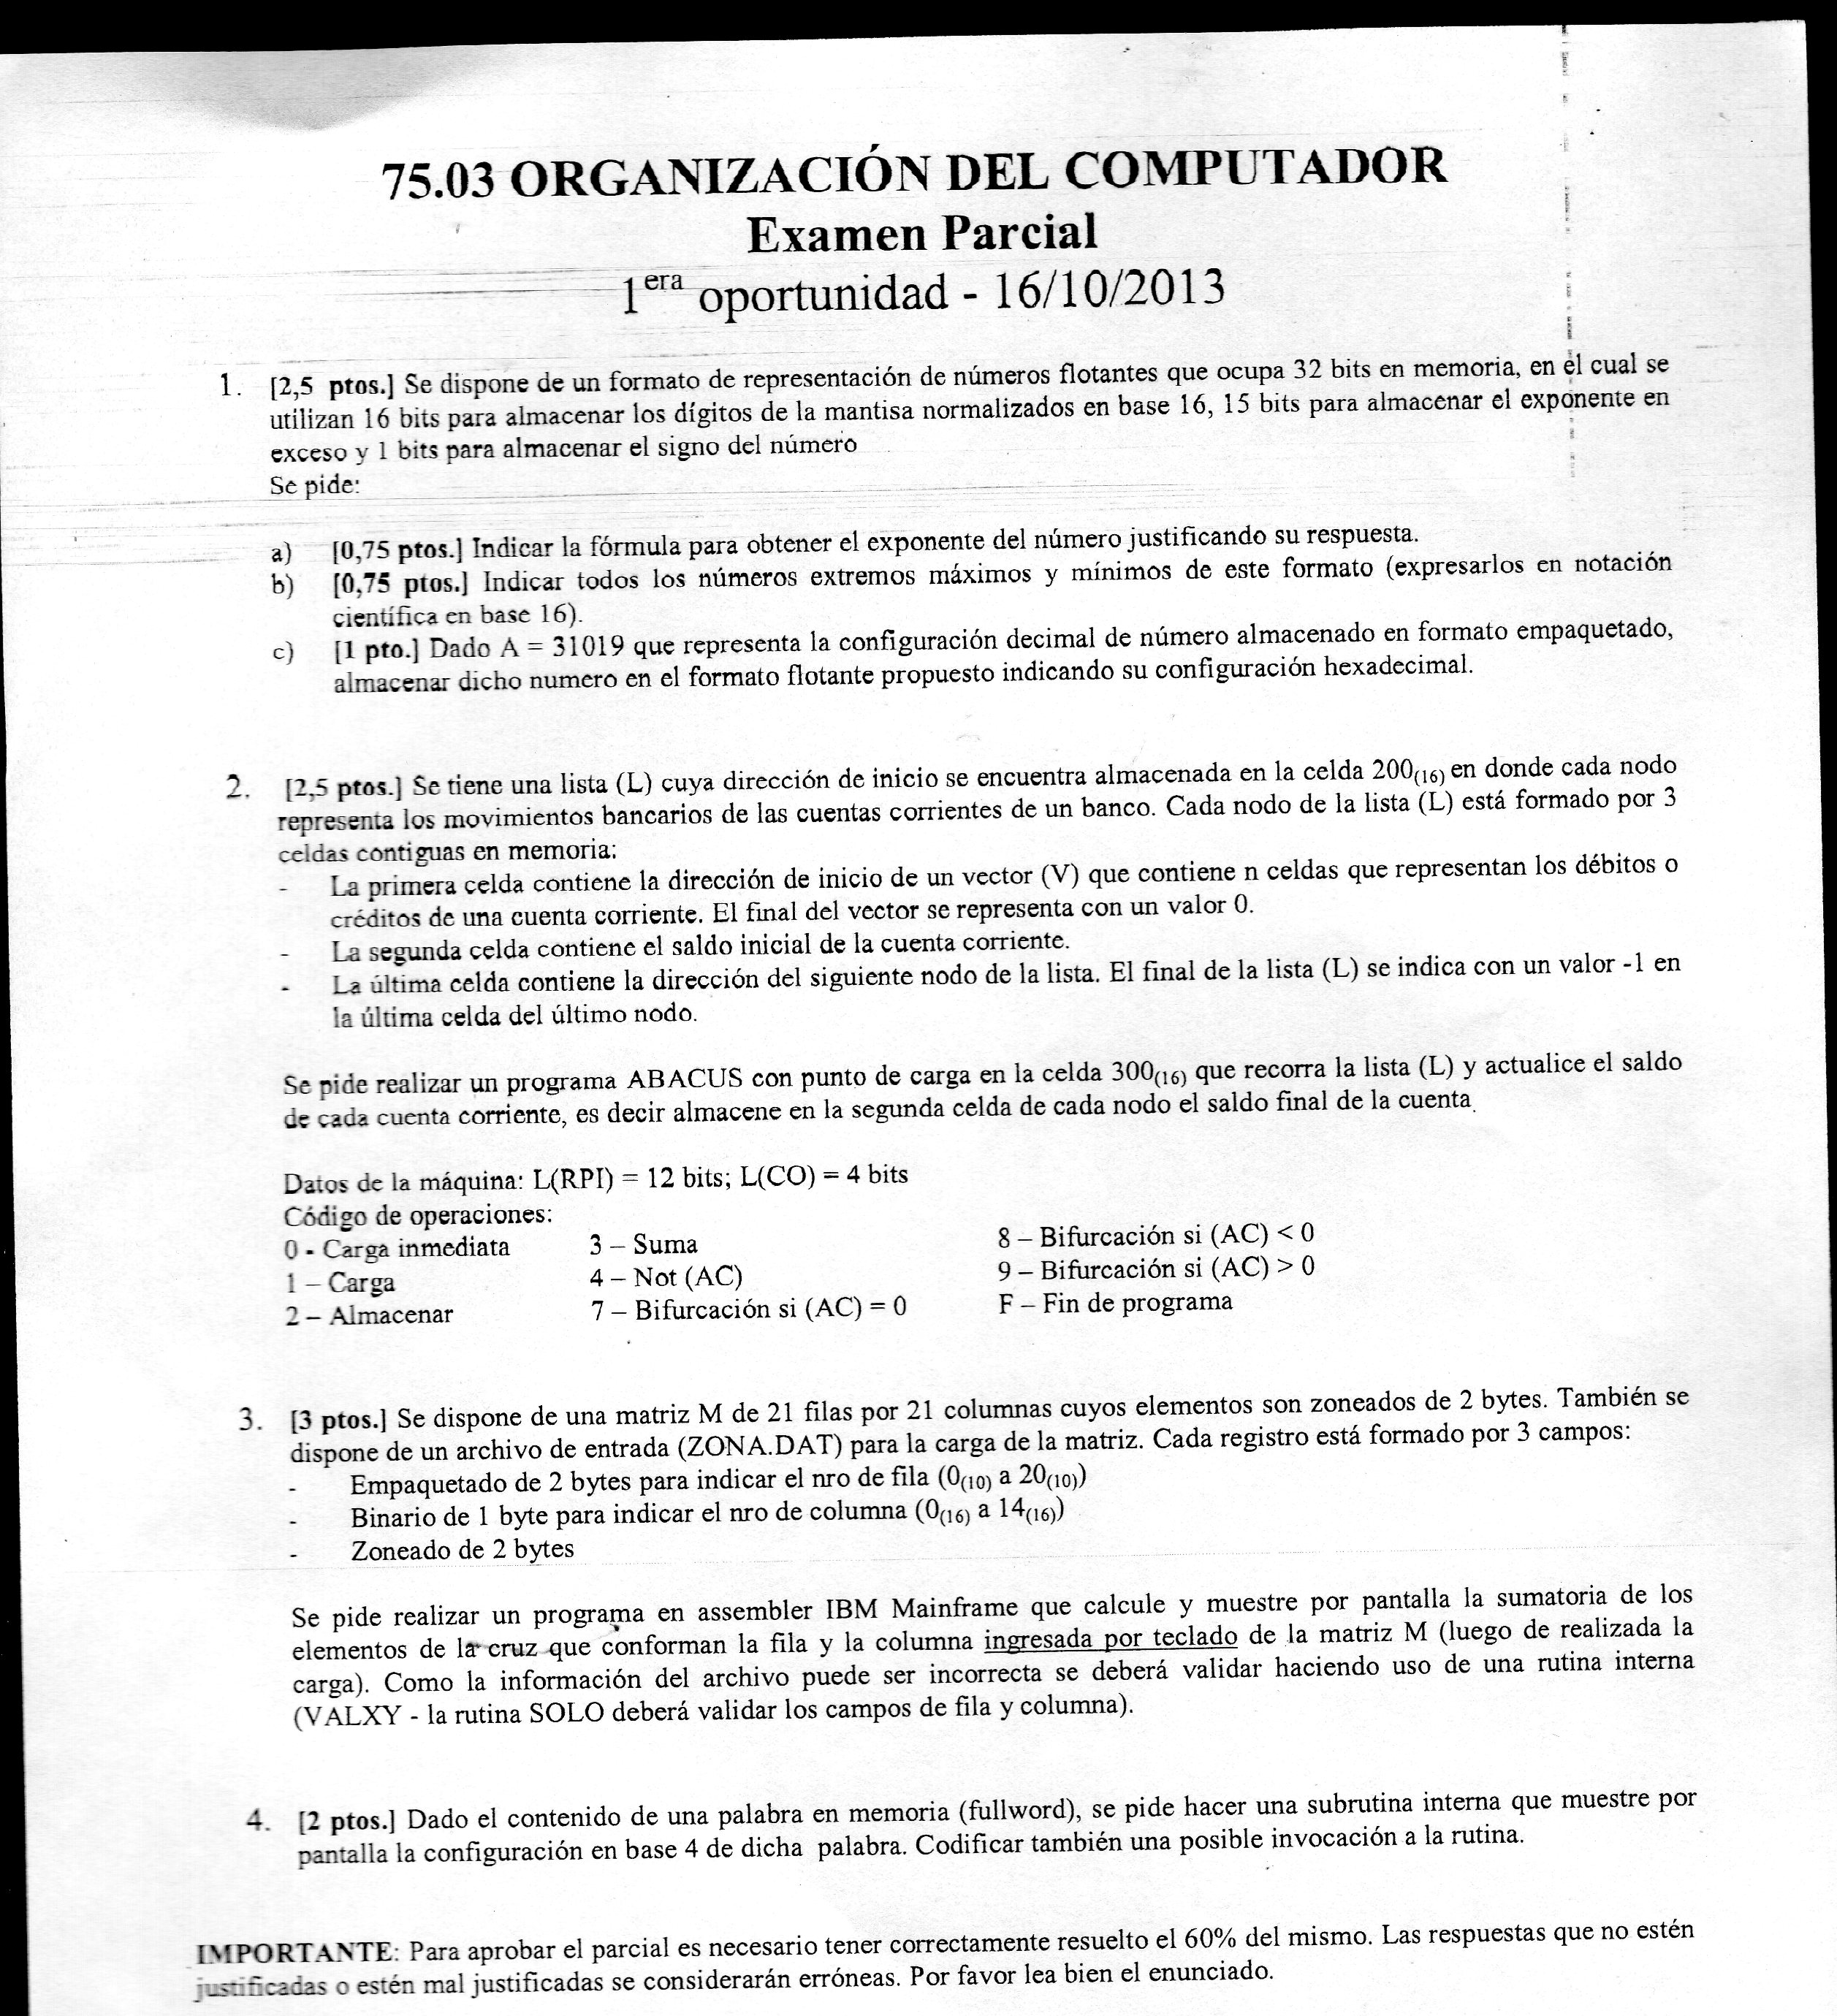 75.03 ORGANIZACIÓN DEL COMPUTADOR
Examen Parcial
1era oportunidad - 16/10/2013
1. [2,5 ptos.] Se dispone de un formato de representación de números flotantes que ocupa 32 bits en memoria, en el cual se
utilizan 16 bits para almacenar los dígitos de la mantisa normalizados en base 16, 15 bits para almacenar el exponente en
exceso y 1 bits para almacenar el signo del número
Se pide:
a) [0,75 ptos.] Indicar la fórmula para obtener el exponente del número justificando su respuesta.
b) [0,75 ptos.] Indicar todos los números extremos máximos y mínimos de este formato (expresarlos en notación
científica en base 16).
c) [1 pto.] Dado A = 31019 que representa la configuración decimal de número almacenado en formato empaquetado,
almacenar dicho numero en el formato flotante propuesto indicando su configuración hexadecimal.
2. [2,5 ptos.] Se tiene una lista (L) cuya dirección de inicio se encuentra almacenada en la celda 200(16) en donde cada nodo
representa los movimientos bancarios de las cuentas corrientes de un banco. Cada nodo de la lista (L) está formado por 3
celdas contiguas en memoria:
- La primera celda contiene la dirección de inicio de un vector (V) que contiene n celdas que representan los débitos o
créditos de una cuenta corriente. El final del vector se representa con un valor 0.
- La segunda celda contiene el saldo inicial de la cuenta corriente.
- La última celda contiene la dirección del siguiente nodo de la lista. El final de la lista (L) se indica con un valor -1 en
la última celda del último nodo.
Se pide realizar un programa ABACUS con punto de carga en la celda 300(16) que recorra la lista (L) y actualice el saldo
de cada cuenta corriente, es decir almacene en la segunda celda de cada nodo el saldo final de la cuenta.
Datos de la máquina: L(RPI) = 12 bits; L(CO) = 4 bits
Código de operaciones:
0 - Carga inmediata 3 – Suma 8 – Bifurcación si (AC) < 0
1 – Carga 4 – Not (AC) 9 – Bifurcación si (AC) > 0
2 – Almacenar 7 – Bifurcación si (AC) = 0 F – Fin de programa
3. [3 ptos.] Se dispone de una matriz M de 21 filas por 21 columnas cuyos elementos son zoneados de 2 bytes. También se
dispone de un archivo de entrada (ZONA.DAT) para la carga de la matriz. Cada registro está formado por 3 campos:
- Empaquetado de 2 bytes para indicar el nro de fila (0(10) a 20(10))
- Binario de 1 byte para indicar el nro de columna (0(16) a 14(16))
- Zoneado de 2 bytes
Se pide realizar un programa en assembler IBM Mainframe que calcule y muestre por pantalla la sumatoria de los
elementos de la cruz que conforman la fila y la columna ingresada por teclado de la matriz M (luego de realizada la
carga). Como la información del archivo puede ser incorrecta se deberá validar haciendo uso de una rutina interna
(VALXY - la rutina SOLO deberá validar los campos de fila y columna).
4. [2 ptos.] Dado el contenido de una palabra en memoria (fullword), se pide hacer una subrutina interna que muestre por
pantalla la configuración en base 4 de dicha palabra. Codificar también una posible invocación a la rutina.
IMPORTANTE: Para aprobar el parcial es necesario tener correctamente resuelto el 60% del mismo. Las respuestas que no estén
justificadas o estén mal justificadas se considerarán erróneas. Por favor lea bien el enunciado.